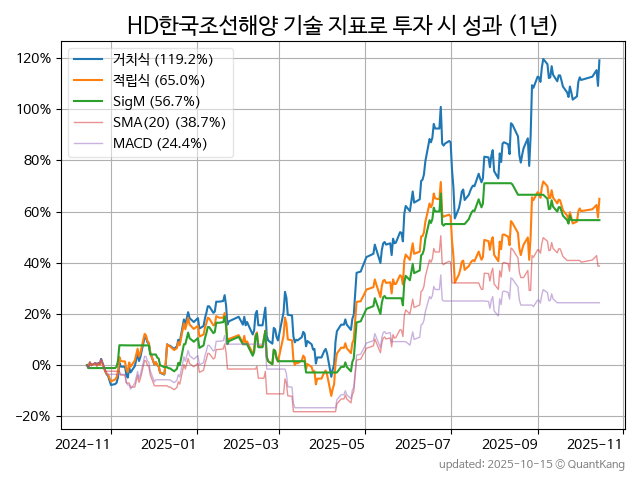 HD한국조선해양 기술 지표로 투자 시 성과 (1년)
120%
100%
80%
60%
40%
20%
0%
−20%
거치식 (119.2%)
적립식 (65.0%)
SigM (56.7%)
SMA(20) (38.7%)
MACD (24.4%)
2024-11
2025-01
2025-03
2025-05
2025-07
2025-09
2025-11
updated: 2025-10-15 © QuantKang